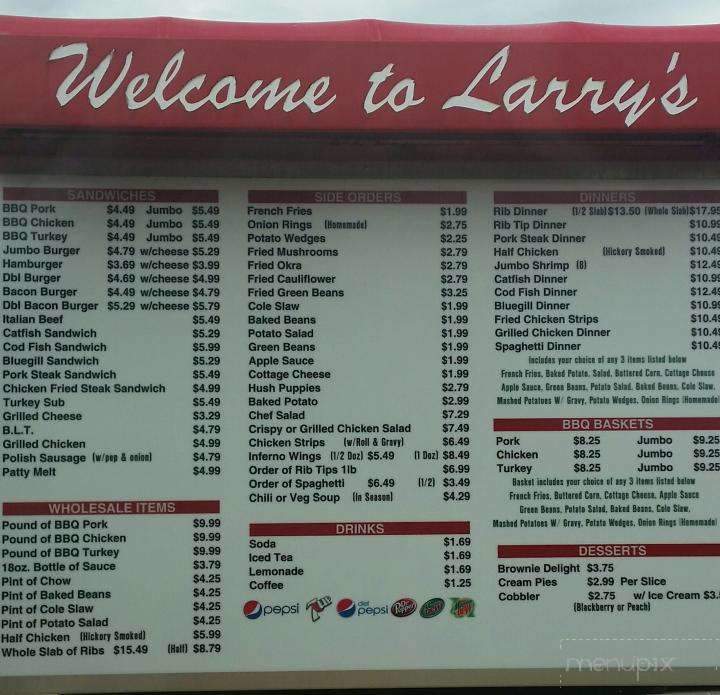 Welcome to Larry's
SANDWICHES
BBQ Pork $4.49 Jumbo $5.49
BBQ Chicken $4.49 Jumbo $5.49
BBQ Turkey $4.49 Jumbo $5.49
Jumbo Burger $4.79 w/cheese $5.29
Hamburger $3.69 w/cheese $3.99
Dbl Burger $4.69 w/cheese $4.99
Bacon Burger $4.49 w/cheese $4.79
Dbl Bacon Burger $5.29 w/cheese $5.79
Italian Beef $5.49
Catfish Sandwich $5.29
Cod Fish Sandwich $5.99
Bluegill Sandwich $5.29
Pork Steak Sandwich $5.49
Chicken Fried Steak Sandwich $4.99
Turkey Sub $5.49
Grilled Cheese $3.29
B.L.T. $4.79
Grilled Chicken $4.99
Polish Sausage (w/pep & onion) $4.79
Patty Melt $4.99
WHOLESALE ITEMS
Pound of BBQ Pork $9.99
Pound of BBQ Chicken $9.99
Pound of BBQ Turkey $9.99
18oz. Bottle of Sauce $3.79
Pint of Chow $4.25
Pint of Baked Beans $4.25
Pint of Cole Slaw $4.25
Pint of Potato Salad $4.25
Half Chicken (Hickory Smoked) $5.99
Whole Slab of Ribs $15.49 (Half) $8.79
SIDE ORDERS
French Fries $1.99
Onion Rings (Homemade) $2.75
Potato Wedges $2.25
Fried Mushrooms $2.79
Fried Okra $2.79
Fried Cauliflower $2.79
Fried Green Beans $3.25
Cole Slaw $1.99
Baked Beans $1.99
Potato Salad $1.99
Green Beans $1.99
Apple Sauce $1.99
Cottage Cheese $1.99
Hush Puppies $2.79
Baked Potato $2.99
Chef Salad $7.29
Crispy or Grilled Chicken Salad $7.49
Chicken Strips (w/Roll & Gravy) $6.49
Inferno Wings (1/2 Doz) $5.49 (1 Doz) $8.49
Order of Rib Tips 1lb $6.99
Order of Spaghetti $6.49 (1/2) $3.49
Chili or Veg Soup (In Season) $4.29
DRINKS
Soda $1.69
Iced Tea $1.69
Lemonade $1.69
Coffee $1.25
pepsi 7UP diet pepsi Dr Pepper
DINNERS
Rib Dinner (1/2 Slab) $13.50 (Whole Slab) $17.95
Rib Tip Dinner $10.99
Pork Steak Dinner $10.49
Half Chicken (Hickory Smoked) $10.49
Jumbo Shrimp (8) $12.49
Catfish Dinner $10.99
Cod Fish Dinner $12.49
Bluegill Dinner $10.99
Fried Chicken Strips $10.49
Grilled Chicken Dinner $10.49
Spaghetti Dinner $10.49
Includes your choice of any 3 items listed below
French Fries, Baked Potato, Salad, Buttered Corn, Cottage Cheese
Apple Sauce, Green Beans, Potato Salad, Baked Beans, Cole Slaw,
Mashed Potatoes W/ Gravy, Potato Wedges, Onion Rings (Homemade)
BBQ BASKETS
Pork $8.25 Jumbo $9.25
Chicken $8.25 Jumbo $9.25
Turkey $8.25 Jumbo $9.25
Basket includes your choice of any 3 items listed below
French Fries, Buttered Corn, Cottage Cheese, Apple Sauce
Green Beans, Potato Salad, Baked Beans, Cole Slaw,
Mashed Potatoes W/ Gravy, Potato Wedges, Onion Rings (Homemade)
DESSERTS
Brownie Delight $3.75
Cream Pies $2.99 Per Slice
Cobbler $2.75 w/ Ice Cream
(Blackberry or Peach)
menupix